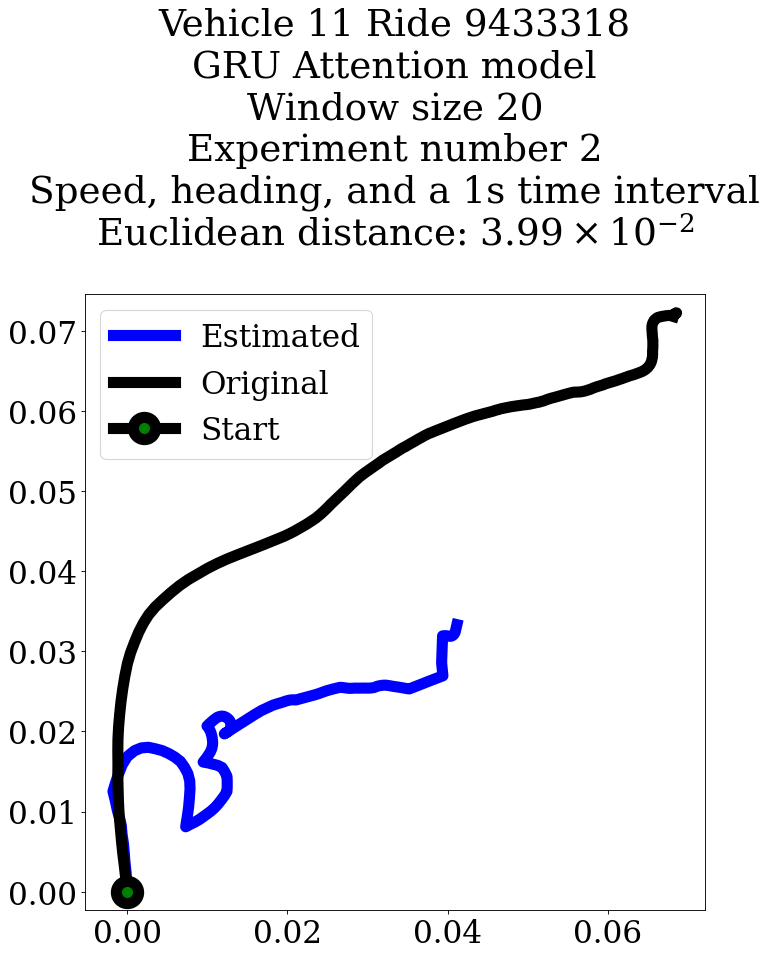 Vehicle 11 Ride 9433318
GRU Attention model
Window size 20
Experiment number 2
Speed, heading, and a 1s time interval
Euclidean distance: 3.99 × 10⁻²
Estimated
Original
Start
0.07
0.06
0.05
0.04
0.03
0.02
0.01
0.00
0.00 0.02 0.04 0.06